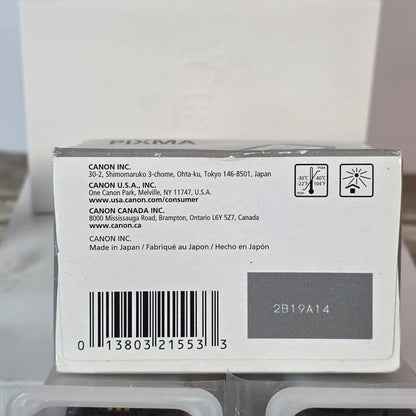 PIXMA
CANON INC.
30-2, Shimomaruko 3-chome, Ohta-ku, Tokyo 146-8501, Japan
CANON U.S.A., INC.
One Canon Park, Melville, NY 11747, U.S.A.
www.usa.canon.com/consumer
CANON CANADA INC.
8000 Mississauga Road, Brampton, Ontario L6Y 5Z7, Canada
www.canon.ca
CANON INC.
Made in Japan / Fabriqué au Japon / Hecho en Japón
max
-30°C 40°C
-22°F 104°F
min
2B19A14
0 13803 21553 3